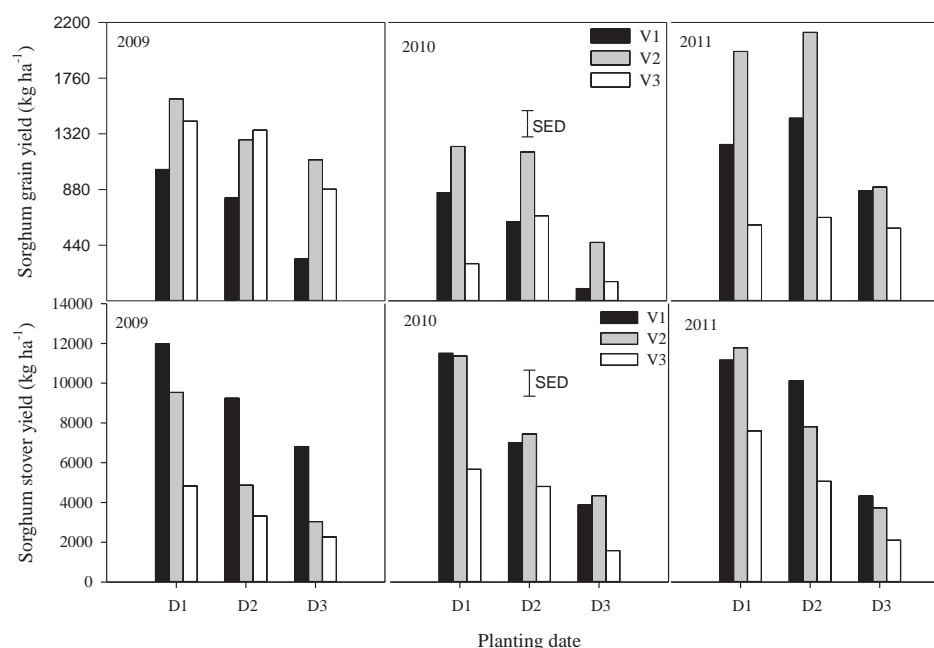 Sorghum grain yield (kg ha⁻¹)
2200
1760
1320
880
440
2009
2010
V1
V2
V3
SED
2011
Sorghum stover yield (kg ha⁻¹)
14000
12000
10000
8000
6000
4000
2000
0
2009
2010
V1
V2
V3
SED
2011
D1 D2 D3 D1 D2 D3 D1 D2 D3
Planting date